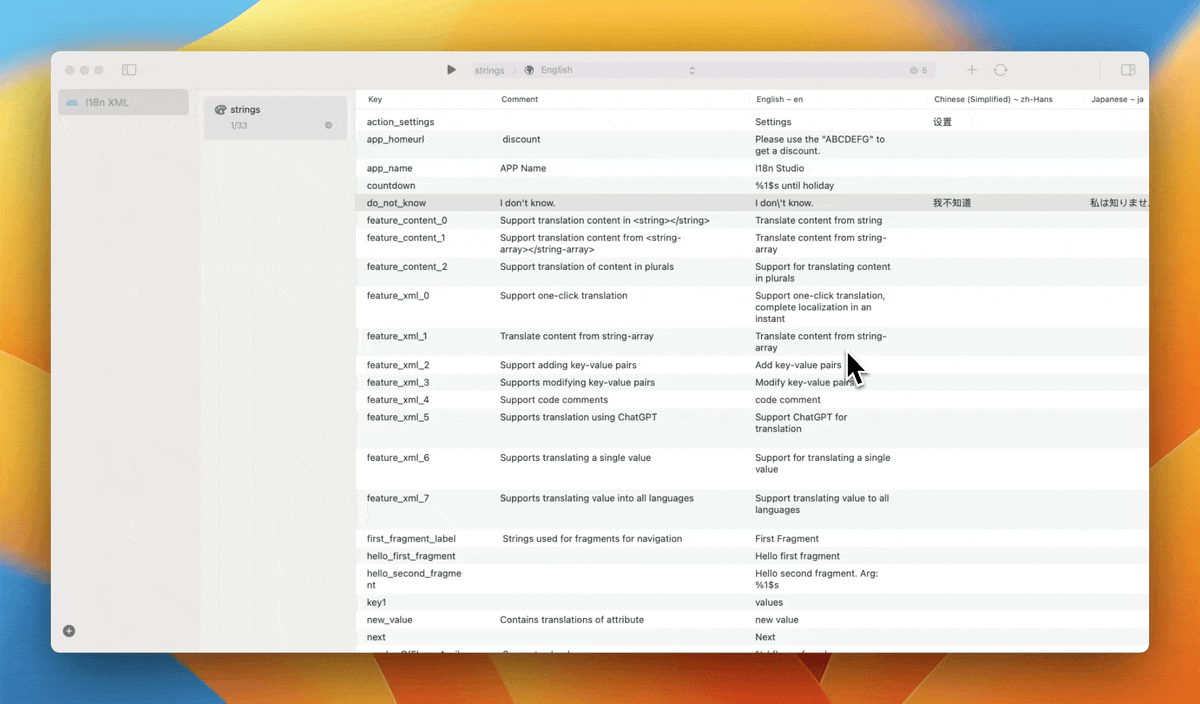 strings
English
6
I18n XML
strings
1/33
Key Comment English ~ en Chinese (Simplified) ~ zh-Hans Japanese ~ ja
action_settings Settings 设置
app_homeurl discount Please use the "ABCDEFG" to
get a discount.
app_name APP Name I18n Studio
countdown %1$s until holiday
do_not_know I don't know. I don\'t know. 我不知道 私は知りませ
feature_content_0 Support translation content in <string></string> Translate content from string
feature_content_1 Support translation content from <string- Translate content from string-
array></string-array> array
feature_content_2 Support translation of content in plurals Support for translating content
in plurals
feature_xml_0 Support one-click translation Support one-click translation,
complete localization in an
instant
feature_xml_1 Translate content from string-array Translate content from string-
array
feature_xml_2 Support adding key-value pairs Add key-value pairs
feature_xml_3 Supports modifying key-value pairs Modify key-value pairs
feature_xml_4 Support code comments code comment
feature_xml_5 Supports translation using ChatGPT Support ChatGPT for
translation
feature_xml_6 Supports translating a single value Support for translating a single
value
feature_xml_7 Supports translating value into all languages Support translating value to all
languages
first_fragment_label Strings used for fragments for navigation First Fragment
hello_first_fragment Hello first fragment
hello_second_fragme Hello second fragment. Arg:
nt %1$s
key1 values
new_value Contains translations of attribute new value
next Next